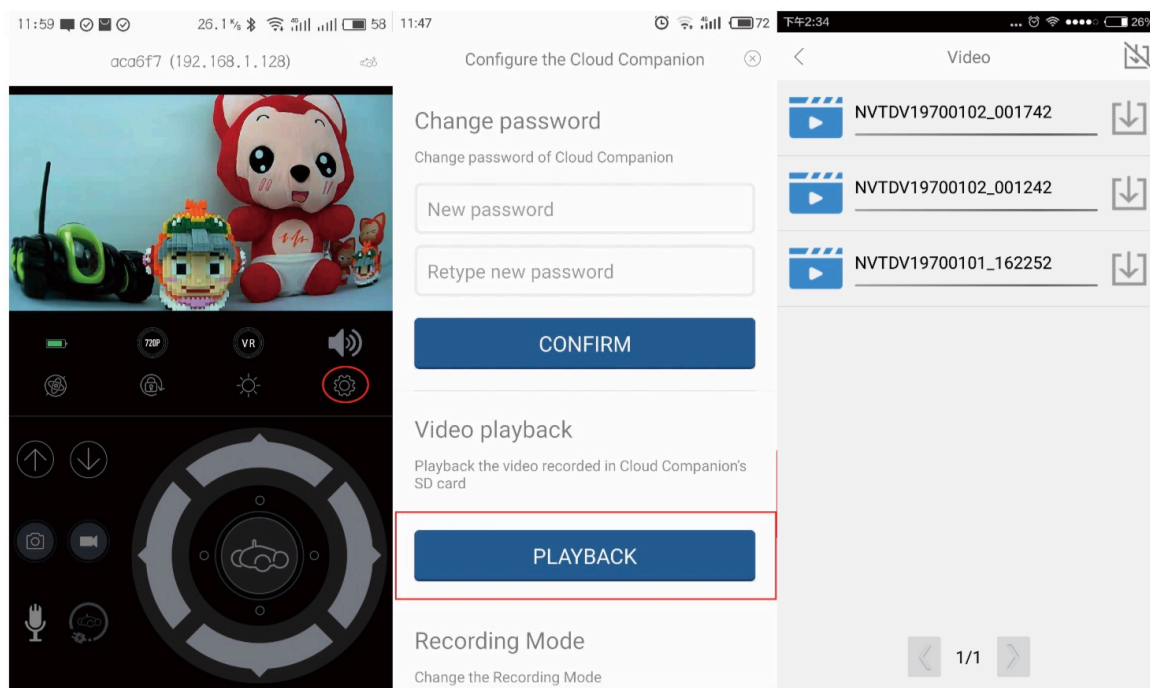 11:59
26.1 K/s
4G
58
aca6f7 (192.168.1.128)
720P
VR
11:47
4G
72
Configure the Cloud Companion
Change password
Change password of Cloud Companion
New password
Retype new password
CONFIRM
Video playback
Playback the video recorded in Cloud Companion's
SD card
PLAYBACK
Recording Mode
Change the Recording Mode
下午2:34
... 26%
Video
NVTDV19700102_001742
NVTDV19700102_001242
NVTDV19700101_162252
1/1